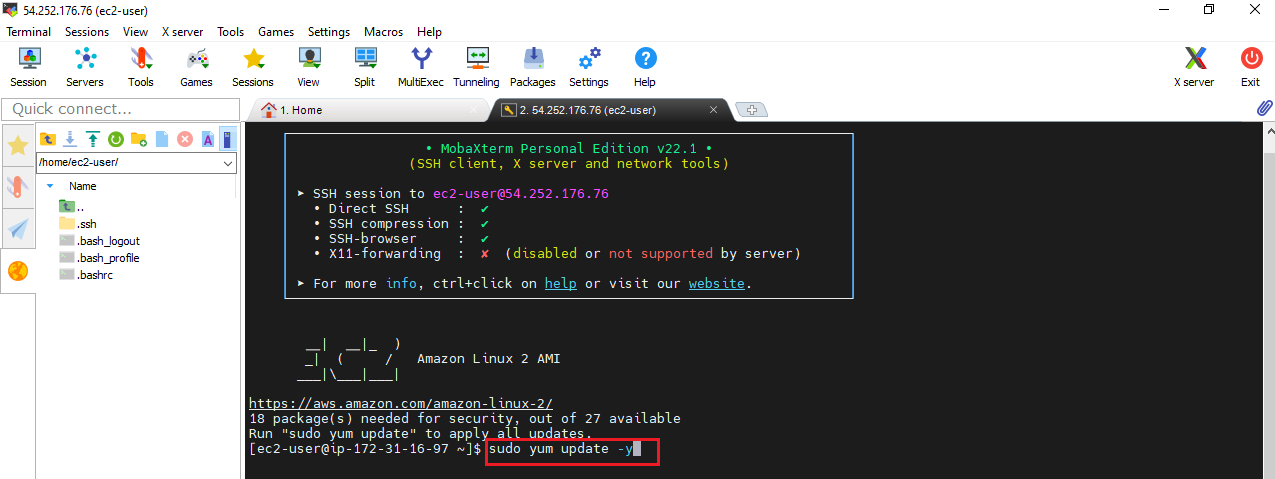 54.252.176.76 (ec2-user)
Terminal Sessions View X server Tools Games Settings Macros Help
Session Servers Tools Games Sessions View Split MultiExec Tunneling Packages Settings Help X server Exit
Quick connect...
1. Home
2. 54.252.176.76 (ec2-user)
/home/ec2-user/
Name
..
.ssh
.bash_logout
.bash_profile
.bashrc
• MobaXterm Personal Edition v22.1 •
(SSH client, X server and network tools)
➤ SSH session to ec2-user@54.252.176.76
• Direct SSH : ✔
• SSH compression : ✔
• SSH-browser : ✔
• X11-forwarding : ✘ (disabled or not supported by server)
➤ For more info, ctrl+click on help or visit our website.
__| __|_ )
_| ( / Amazon Linux 2 AMI
___|\___|___|
https://aws.amazon.com/amazon-linux-2/
18 package(s) needed for security, out of 27 available
Run "sudo yum update" to apply all updates.
[ec2-user@ip-172-31-16-97 ~]$ sudo yum update -y